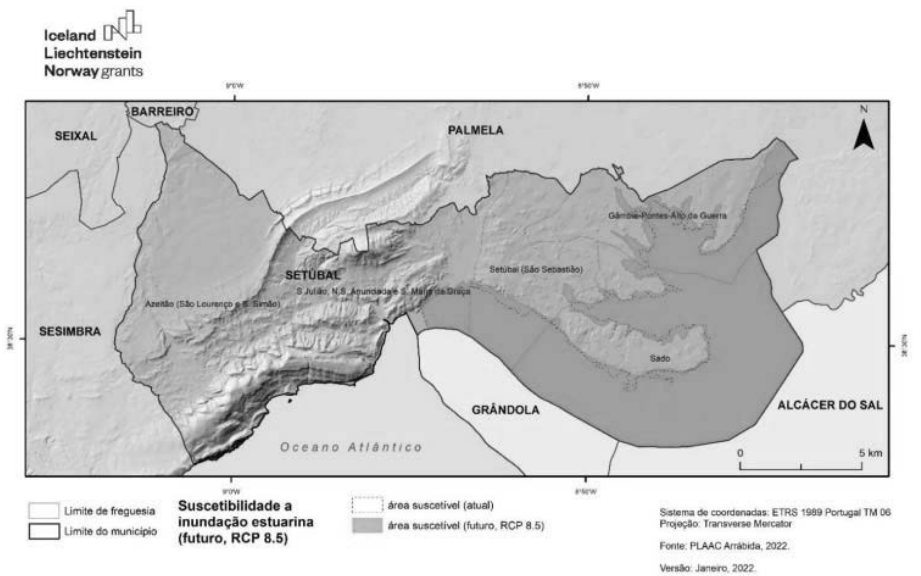 Iceland
Liechtenstein
Norway grants
9°0'W
8°50'W
BARREIRO
SEIXAL
PALMELA
N
Gâmbia-Pontes-Alto da Guerra
SETÚBAL
Setúbal (São Sebastião)
Azeitão (São Lourenço e S. Simão)
S.Julião, N.S. Anunciada e S. Maria da Graça
SESIMBRA
38°30'N
38°30'N
Sado
GRÂNDOLA
ALCÁCER DO SAL
Oceano Atlântico
0
5 km
9°0'W
8°50'W
Limite de freguesia
Limite do município
Suscetibilidade a
inundação estuarina
(futuro, RCP 8.5)
área suscetível (atual)
área suscetível (futuro, RCP 8.5)
Sistema de coordenadas: ETRS 1989 Portugal TM 06
Projeção: Transverse Mercator
Fonte: PLAAC Arrábida, 2022.
Versão: Janeiro, 2022.